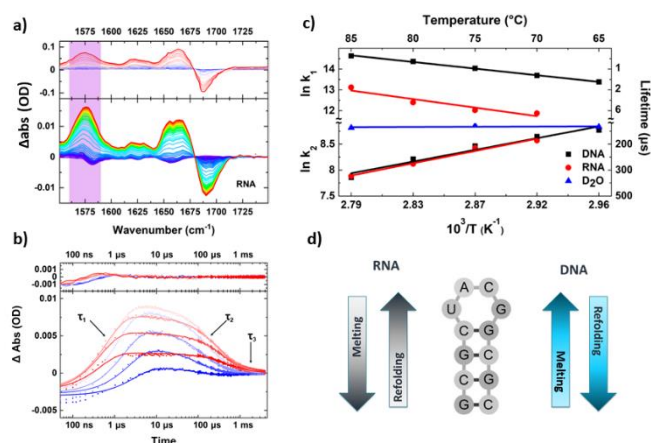 a)
1575 1600 1625 1650 1675 1700 1725
0.1
0.0
0.01
0.00
-0.01
Δabs (OD)
RNA
1575 1600 1625 1650 1675 1700 1725
Wavenumber (cm⁻¹)
b)
100 ns 1 µs 10 µs 100 µs 1 ms
0.001
0.000
-0.001
0.010
0.005
0.000
-0.005
Δ Abs (OD)
τ₁
τ₂
τ₃
100 ns 1 µs 10 µs 100 µs 1 ms
Time
c)
Temperature (°C)
85 80 75 70 65
ln k₁
14
13
12
ln k₂
8.5
8.0
7.5
1
2
6
200
300
500
Lifetime (µs)
DNA
RNA
D₂O
2.79 2.83 2.87 2.92 2.96
10³/T (K⁻¹)
d)
RNA
DNA
Melting
Refolding
A C
U G
C G
G C
C G
G C
Melting
Refolding